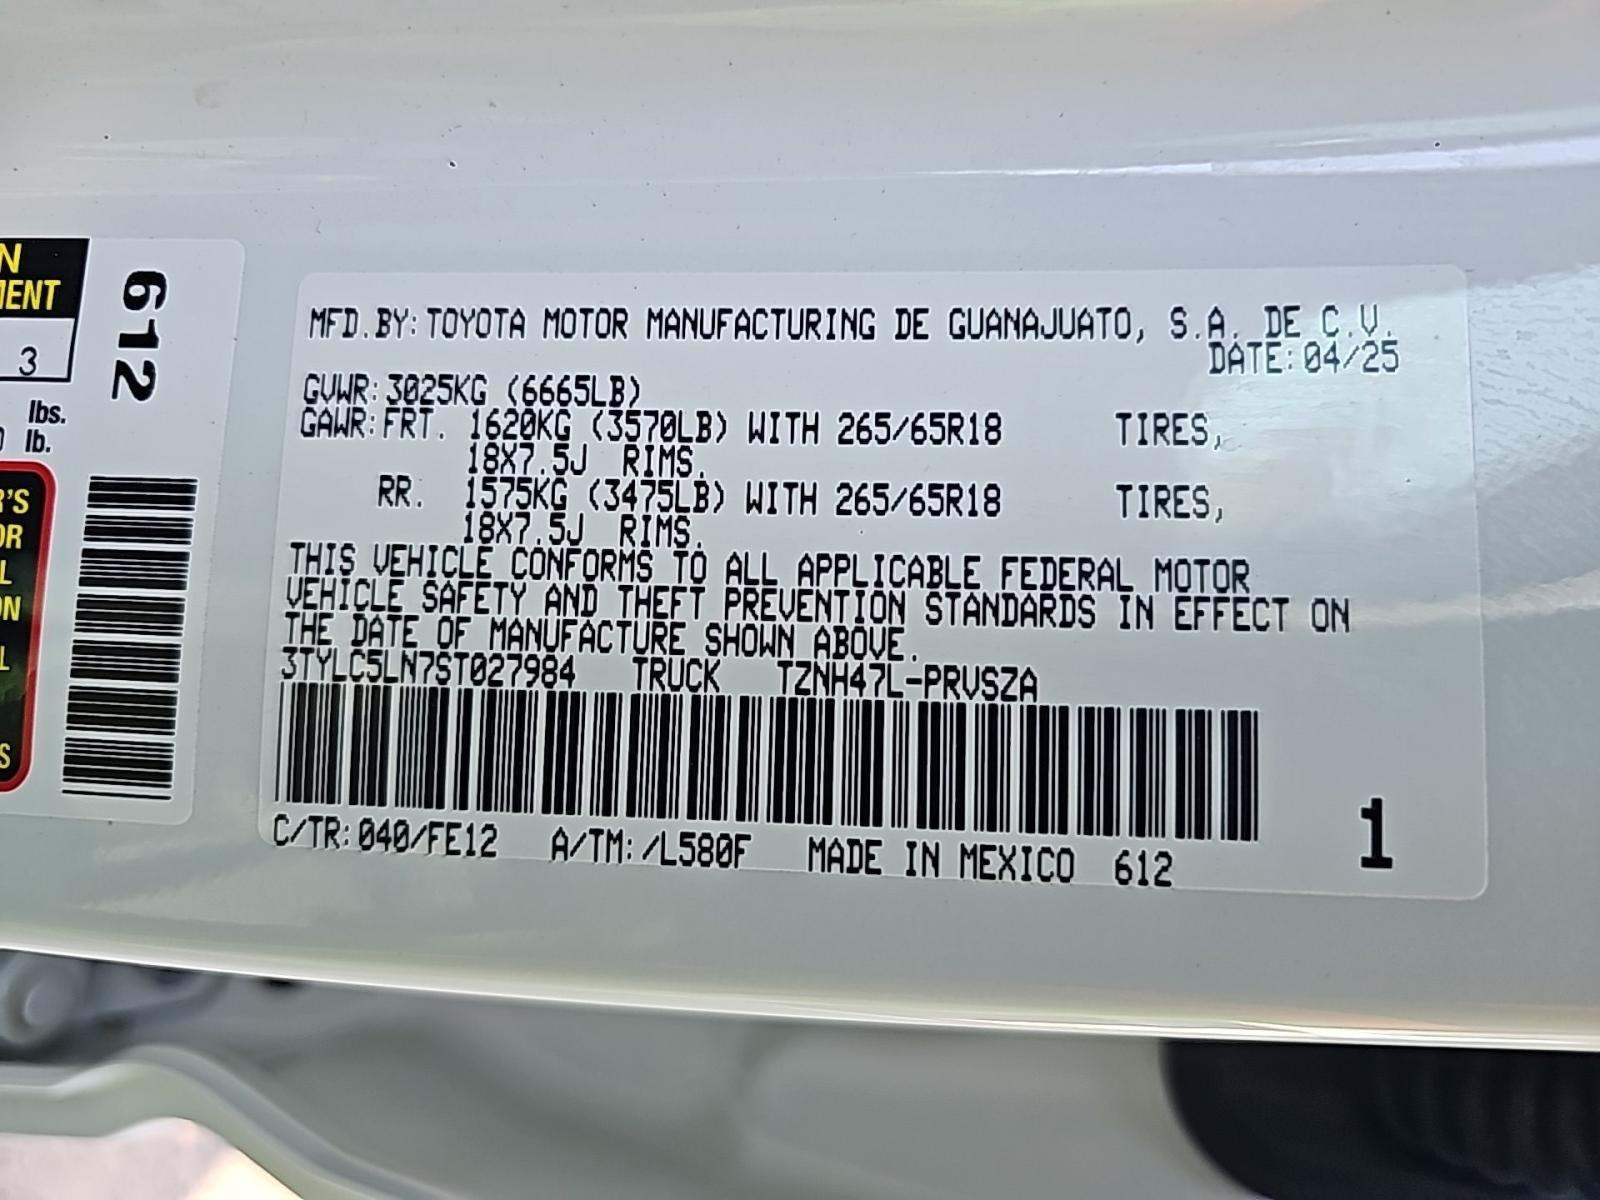 N
MENT
3
lbs.
lb.
R'S
OR
L
ON
L
S
612
MFD.BY:TOYOTA MOTOR MANUFACTURING DE GUANAJUATO, S.A. DE C.V.
DATE:04/25
GVWR:3025KG (6665LB)
GAWR:FRT. 1620KG (3570LB) WITH 265/65R18 TIRES,
18X7.5J RIMS.
RR. 1575KG (3475LB) WITH 265/65R18 TIRES,
18X7.5J RIMS.
THIS VEHICLE CONFORMS TO ALL APPLICABLE FEDERAL MOTOR
VEHICLE SAFETY AND THEFT PREVENTION STANDARDS IN EFFECT ON
THE DATE OF MANUFACTURE SHOWN ABOVE.
3TYLC5LN7ST027984 TRUCK TZNH47L-PRVSZA
C/TR:040/FE12 A/TM:/L580F MADE IN MEXICO 612
1